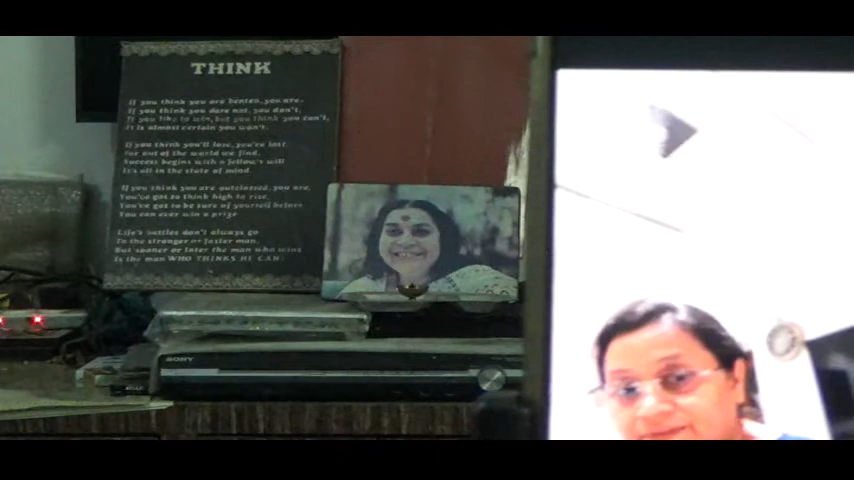 THINK
If you think you are beaten, you are.
If you think you dare not, you don't.
If you like to win, but you think you can't,
It is almost certain you won't.
If you think you'll lose, you're lost
For out of the world we find,
Success begins with a fellow's will
It's all in the state of mind.
If you think you are outclassed, you are,
You've got to think high to rise,
You've got to be sure of yourself before
You can ever win a prize
Life's battles don't always go
To the stronger or faster man,
But sooner or later the man who wins
Is the man WHO THINKS HE CAN!
SONY